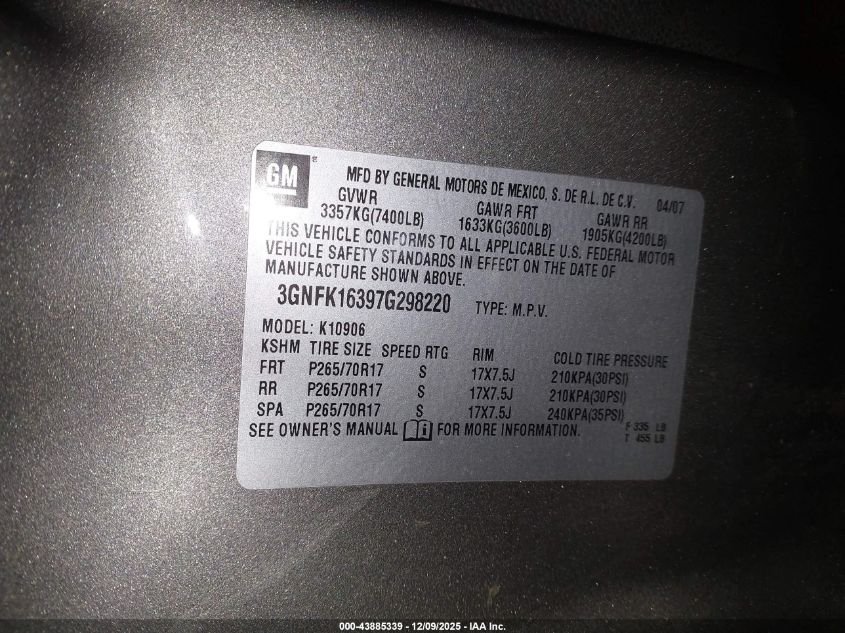 GM ®
MFD BY GENERAL MOTORS DE MEXICO, S. DE R.L. DE C.V. 04/07
GVWR GAWR FRT GAWR RR
3357KG(7400LB) 1633KG(3600LB) 1905KG(4200LB)
THIS VEHICLE CONFORMS TO ALL APPLICABLE U.S. FEDERAL MOTOR
VEHICLE SAFETY STANDARDS IN EFFECT ON THE DATE OF
MANUFACTURE SHOWN ABOVE.
3GNFK16397G298220 TYPE: M.P.V.
MODEL: K10906
KSHM TIRE SIZE SPEED RTG RIM COLD TIRE PRESSURE
FRT P265/70R17 S 17X7.5J 210KPA(30PSI)
RR P265/70R17 S 17X7.5J 210KPA(30PSI)
SPA P265/70R17 S 17X7.5J 240KPA(35PSI)
SEE OWNER'S MANUAL FOR MORE INFORMATION.
F 335 LB
T 455 LB
000-43885339 - 12/09/2025 - IAA Inc.